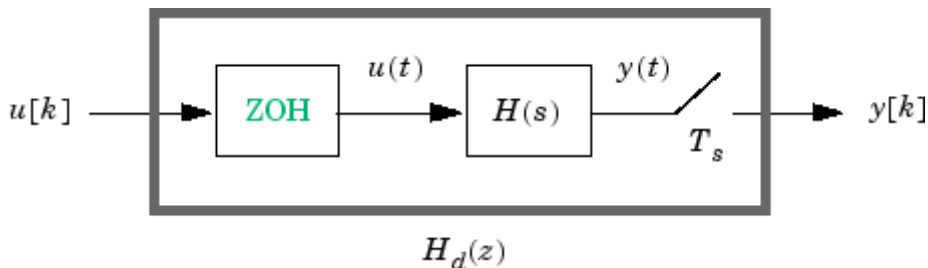 u[k]
ZOH
u(t)
H(s)
y(t)
T_s
y[k]
H_d(z)